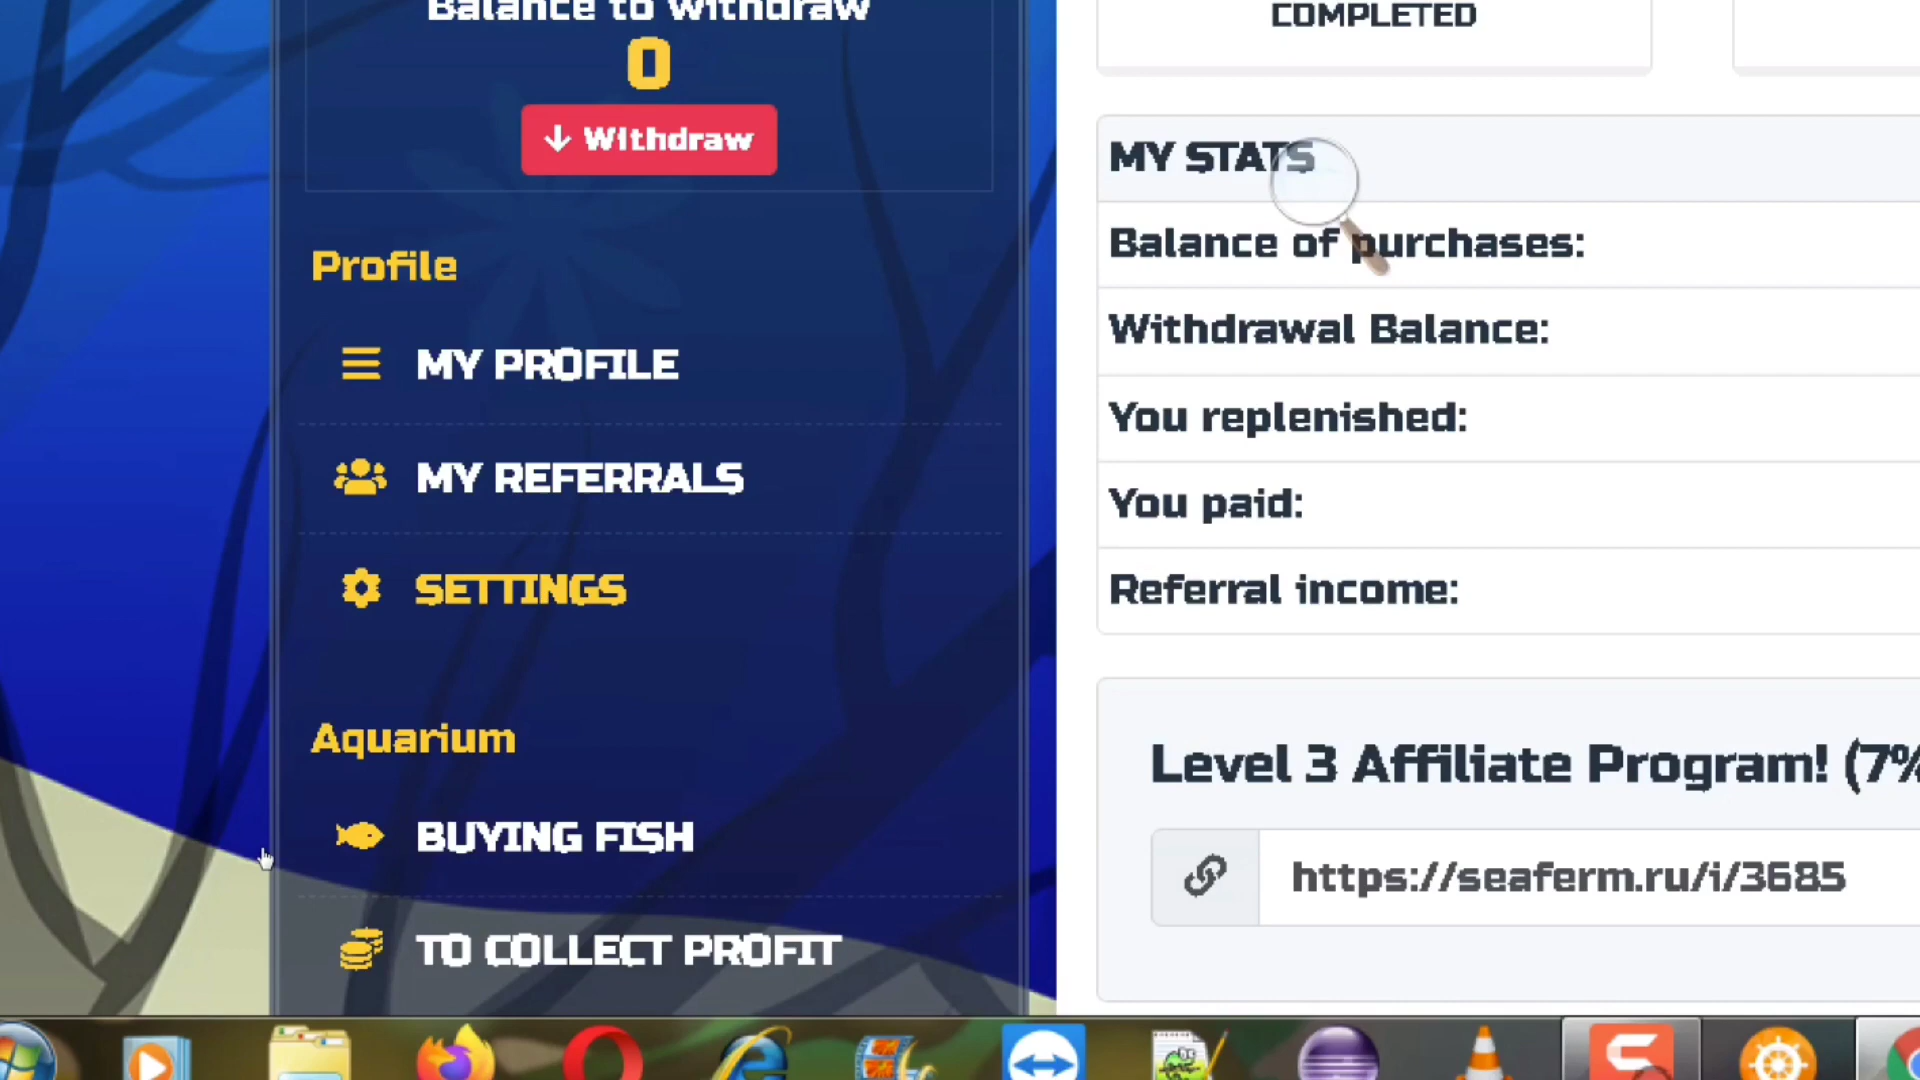 Balance to withdraw
0
Withdraw
Profile
MY PROFILE
MY REFERRALS
SETTINGS
Aquarium
BUYING FISH
TO COLLECT PROFIT
COMPLETED
MY STATS
Balance of purchases:
Withdrawal Balance:
You replenished:
You paid:
Referral income:
Level 3 Affiliate Program! (7%
https://seaferm.ru/i/3685